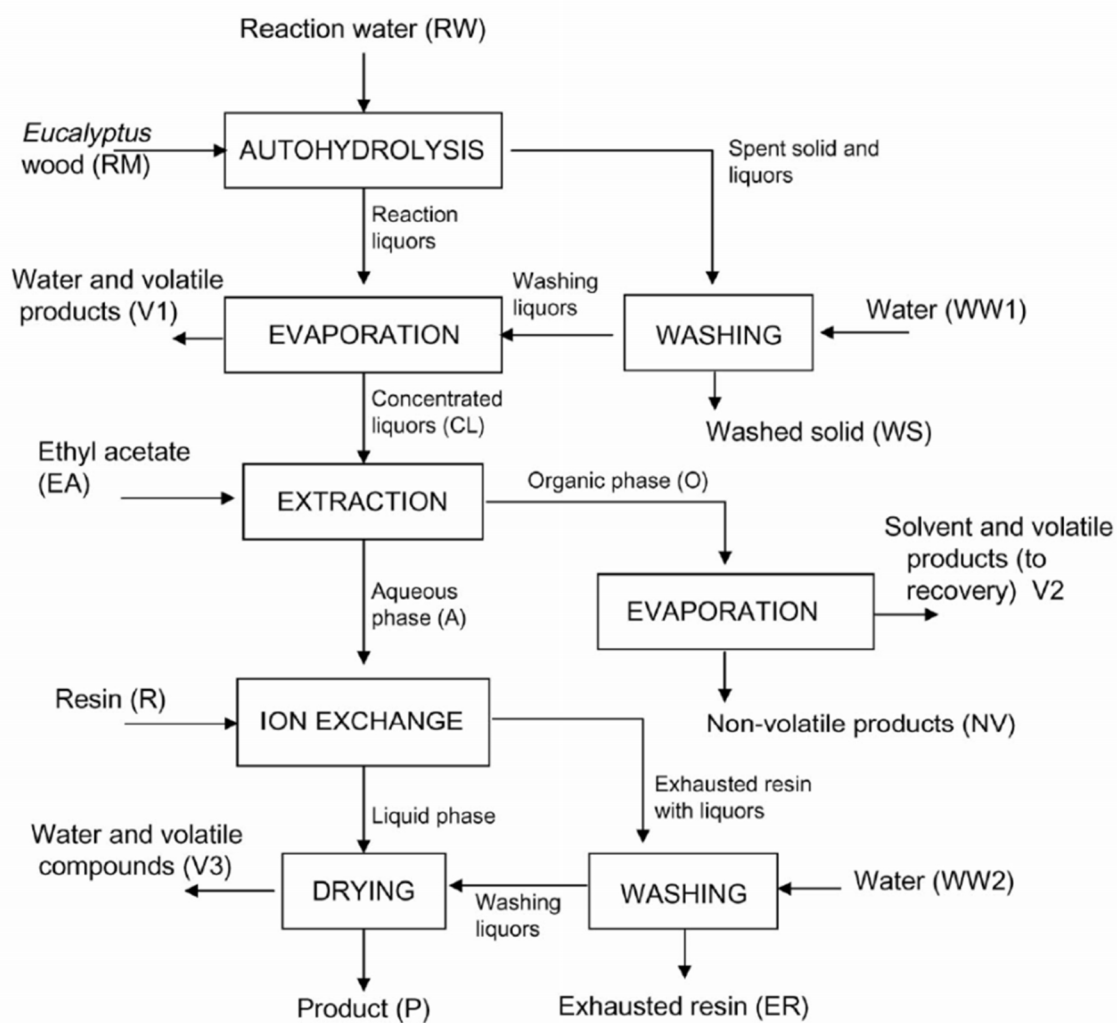 Reaction water (RW)
Eucalyptus
wood (RM)
AUTOHYDROLYSIS
Spent solid and
liquors
Reaction
liquors
Water and volatile
products (V1)
Washing
liquors
EVAPORATION
WASHING
Water (WW1)
Concentrated
liquors (CL)
Washed solid (WS)
Ethyl acetate
(EA)
EXTRACTION
Organic phase (O)
Solvent and volatile
products (to
recovery) V2
EVAPORATION
Aqueous
phase (A)
Resin (R)
ION EXCHANGE
Non-volatile products (NV)
Exhausted resin
with liquors
Liquid phase
Water and volatile
compounds (V3)
DRYING
Washing
liquors
WASHING
Water (WW2)
Product (P)
Exhausted resin (ER)